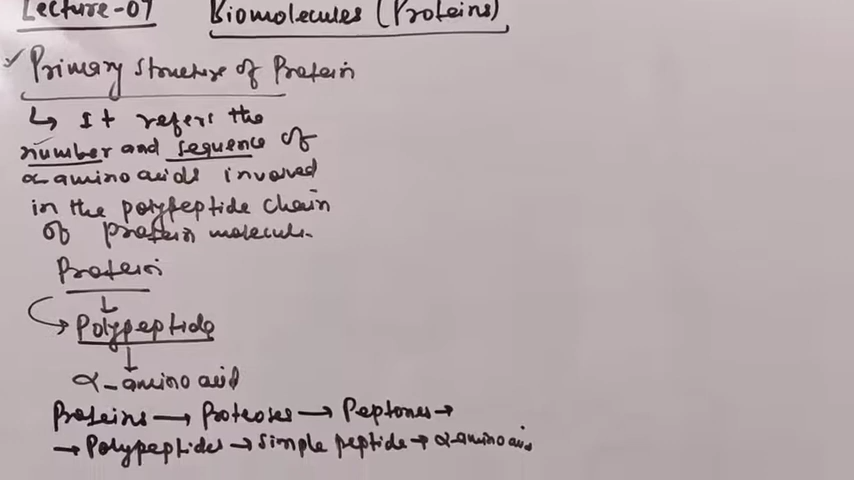 Lecture-07 Biomolecules (Proteins)
Primary structure of Protein
↳ It refers the
number and sequence of
α-amino acids involved
in the polypeptide chain
of protein molecule.
Protein
↓
Polypeptide
↓
α-amino acid
Proteins → Proteoses → Peptones →
→ Polypeptides → Simple peptide → α-amino acid